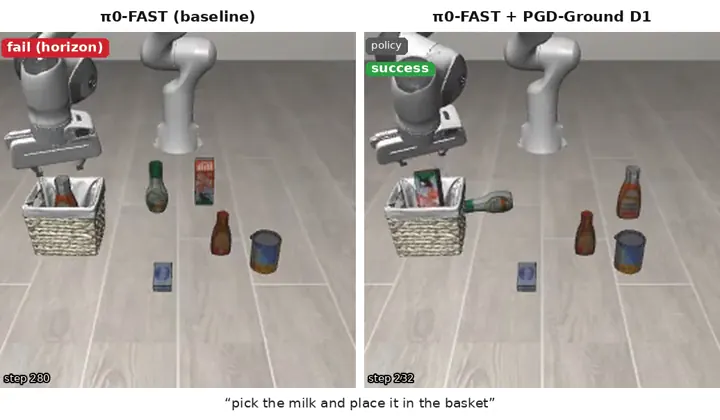 π0-FAST (baseline)
π0-FAST + PGD-Ground D1
fail (horizon)
policy
success
step 280
step 232
“pick the milk and place it in the basket”